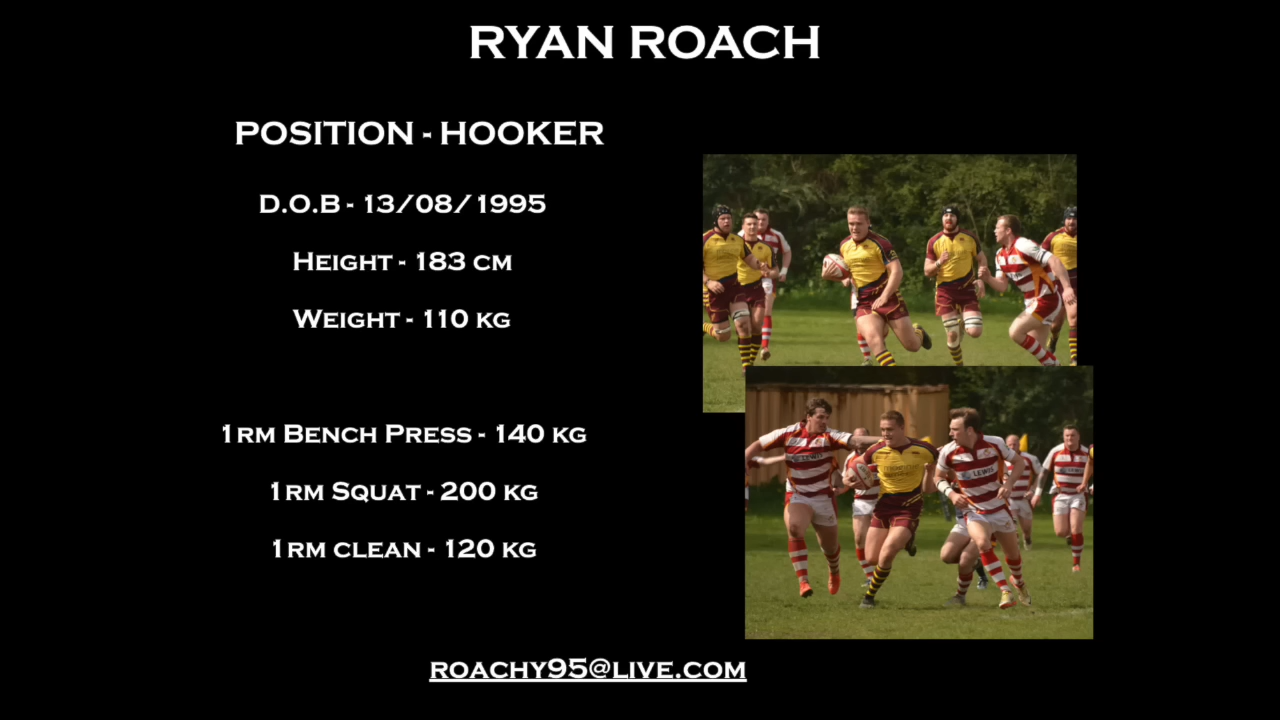 RYAN ROACH
POSITION - HOOKER
D.O.B - 13/08/1995
HEIGHT - 183 CM
WEIGHT - 110 KG
1RM BENCH PRESS - 140 KG
1RM SQUAT - 200 KG
1RM CLEAN - 120 KG
ROACHY95@LIVE.COM
LEWIS